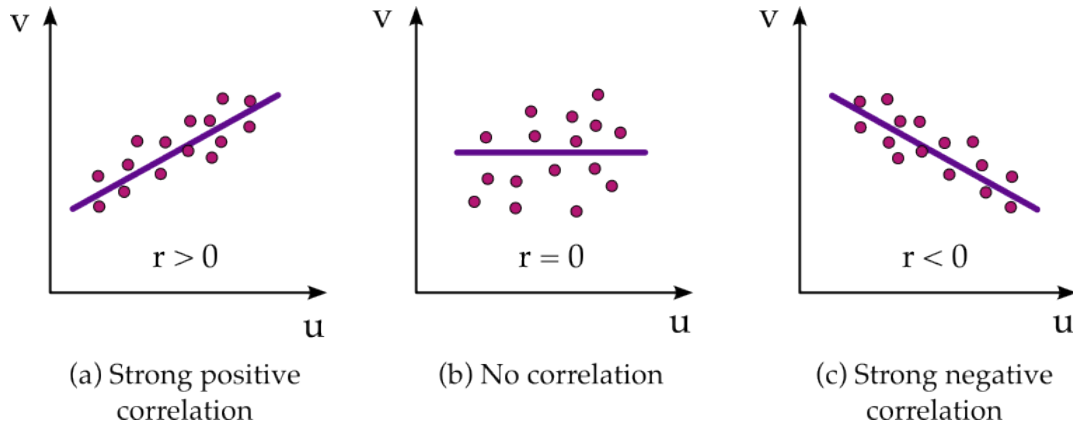 v
r > 0
u
(a) Strong positive
correlation
v
r = 0
u
(b) No correlation
v
r < 0
u
(c) Strong negative
correlation